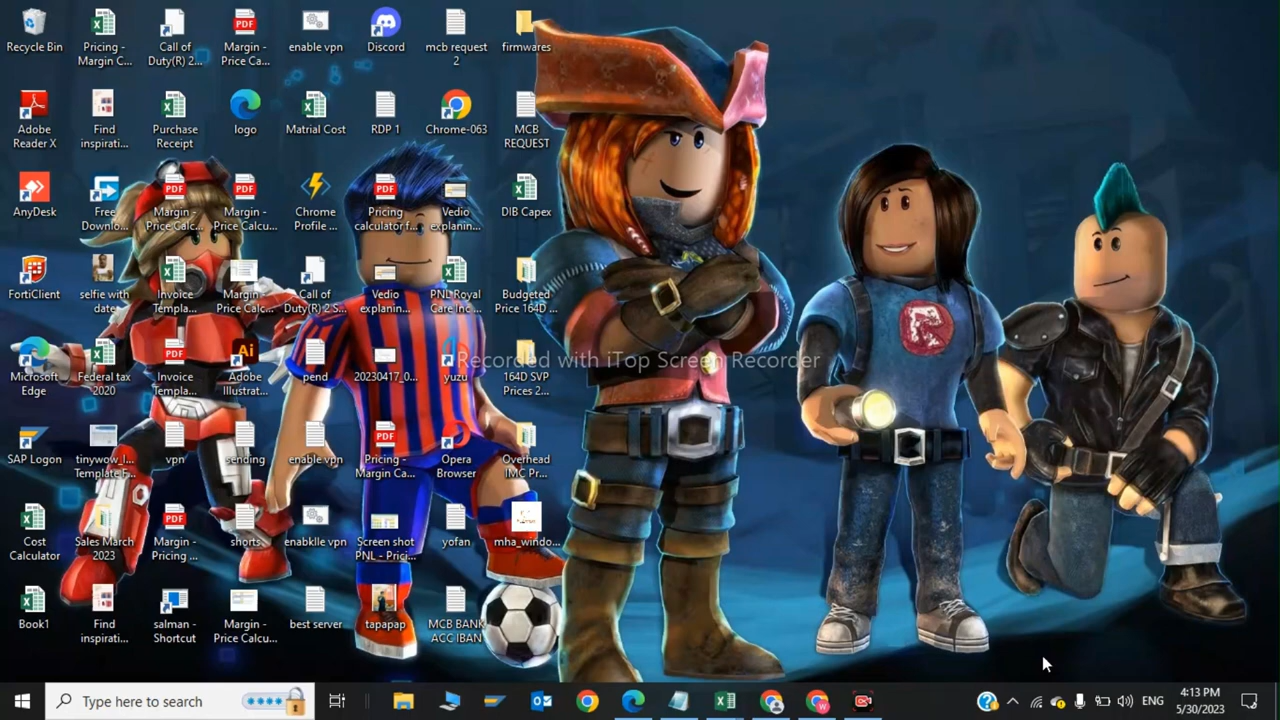 Recycle Bin
Pricing -
Margin C...
Call of
Duty(R) 2...
Margin -
Price Ca...
enable vpn
Discord
mcb request
2
firmwares
Adobe
Reader X
Find
inspirati...
Purchase
Receipt
logo
Matrial Cost
RDP 1
Chrome-063
MCB
REQUEST
AnyDesk
Free
Downlo...
Margin -
Price Calc...
Margin -
Price Calcu...
Chrome
Profile ...
Pricing
calculator f...
Vedio
explanin...
DIB Capex
FortiClient
selfie with
date
Invoice
Templa...
Margin -
Price Calc...
Call of
Duty(R) 2 S...
Vedio
explanin...
PNL Royal
Care Inc ...
Budgeted
Price 164D ...
Recorded with iTop Screen Recorder
Microsoft
Edge
Federal tax
2020
Invoice
Templa...
Adobe
Illustrat...
pend
20230417_0...
yuzu
164D SVP
Prices 2...
SAP Logon
tinywow_I...
Template F...
vpn
sending
enable vpn
Pricing -
Margin Ca...
Opera
Browser
Overhead
IMC Pr...
Cost
Calculator
Sales March
2023
Margin -
Pricing ...
shorts
enabklle vpn
Screen shot
PNL - Prici...
yofan
mha_windo...
Book1
Find
inspirati...
salman -
Shortcut
Margin -
Price Calcu...
best server
tapapap
MCB BANK
ACC IBAN
Type here to search
ENG
4:13 PM
5/30/2023